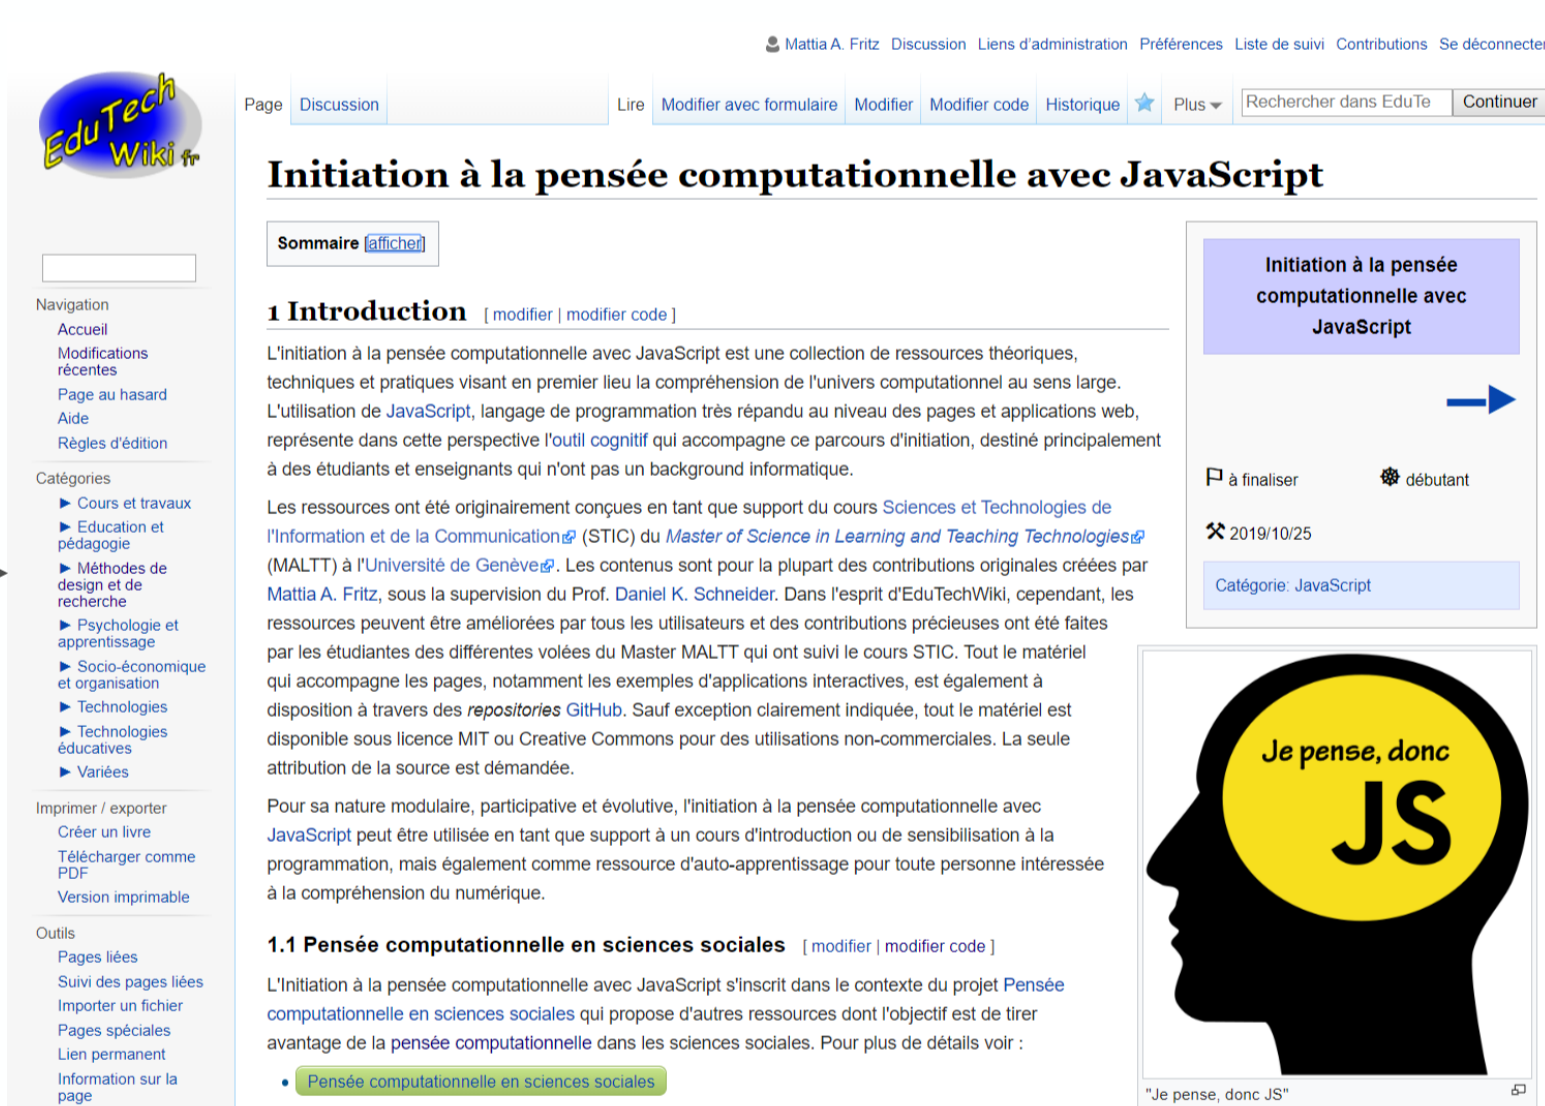 Mattia A. Fritz Discussion Liens d'administration Préférences Liste de suivi Contributions Se déconnecter
EduTech
Wiki fr
Page Discussion Lire Modifier avec formulaire Modifier Modifier code Historique Plus Rechercher dans EduTe Continuer
Initiation à la pensée computationnelle avec JavaScript
Sommaire [afficher]
1 Introduction [ modifier | modifier code ]
L'initiation à la pensée computationnelle avec JavaScript est une collection de ressources théoriques,
techniques et pratiques visant en premier lieu la compréhension de l'univers computationnel au sens large.
L'utilisation de JavaScript, langage de programmation très répandu au niveau des pages et applications web,
représente dans cette perspective l'outil cognitif qui accompagne ce parcours d'initiation, destiné principalement
à des étudiants et enseignants qui n'ont pas un background informatique.
Les ressources ont été originairement conçues en tant que support du cours Sciences et Technologies de
l'Information et de la Communication (STIC) du Master of Science in Learning and Teaching Technologies
(MALTT) à l'Université de Genève. Les contenus sont pour la plupart des contributions originales créées par
Mattia A. Fritz, sous la supervision du Prof. Daniel K. Schneider. Dans l'esprit d'EduTechWiki, cependant, les
ressources peuvent être améliorées par tous les utilisateurs et des contributions précieuses ont été faites
par les étudiantes des différentes volées du Master MALTT qui ont suivi le cours STIC. Tout le matériel
qui accompagne les pages, notamment les exemples d'applications interactives, est également à
disposition à travers des repositories GitHub. Sauf exception clairement indiquée, tout le matériel est
disponible sous licence MIT ou Creative Commons pour des utilisations non-commerciales. La seule
attribution de la source est démandée.
Pour sa nature modulaire, participative et évolutive, l'initiation à la pensée computationnelle avec
JavaScript peut être utilisée en tant que support à un cours d'introduction ou de sensibilisation à la
programmation, mais également comme ressource d'auto-apprentissage pour toute personne intéressée
à la compréhension du numérique.
1.1 Pensée computationnelle en sciences sociales [ modifier | modifier code ]
L'Initiation à la pensée computationnelle avec JavaScript s'inscrit dans le contexte du projet Pensée
computationnelle en sciences sociales qui propose d'autres ressources dont l'objectif est de tirer
avantage de la pensée computationnelle dans les sciences sociales. Pour plus de détails voir :
Pensée computationnelle en sciences sociales
Initiation à la pensée
computationnelle avec
JavaScript
à finaliser débutant
2019/10/25
Catégorie: JavaScript
Je pense, donc
JS
"Je pense, donc JS"
Navigation
Accueil
Modifications
récentes
Page au hasard
Aide
Règles d'édition
Catégories
► Cours et travaux
► Education et
pédagogie
► Méthodes de
design et de
recherche
► Psychologie et
apprentissage
► Socio-économique
et organisation
► Technologies
► Technologies
éducatives
► Variées
Imprimer / exporter
Créer un livre
Télécharger comme
PDF
Version imprimable
Outils
Pages liées
Suivi des pages liées
Importer un fichier
Pages spéciales
Lien permanent
Information sur la
page